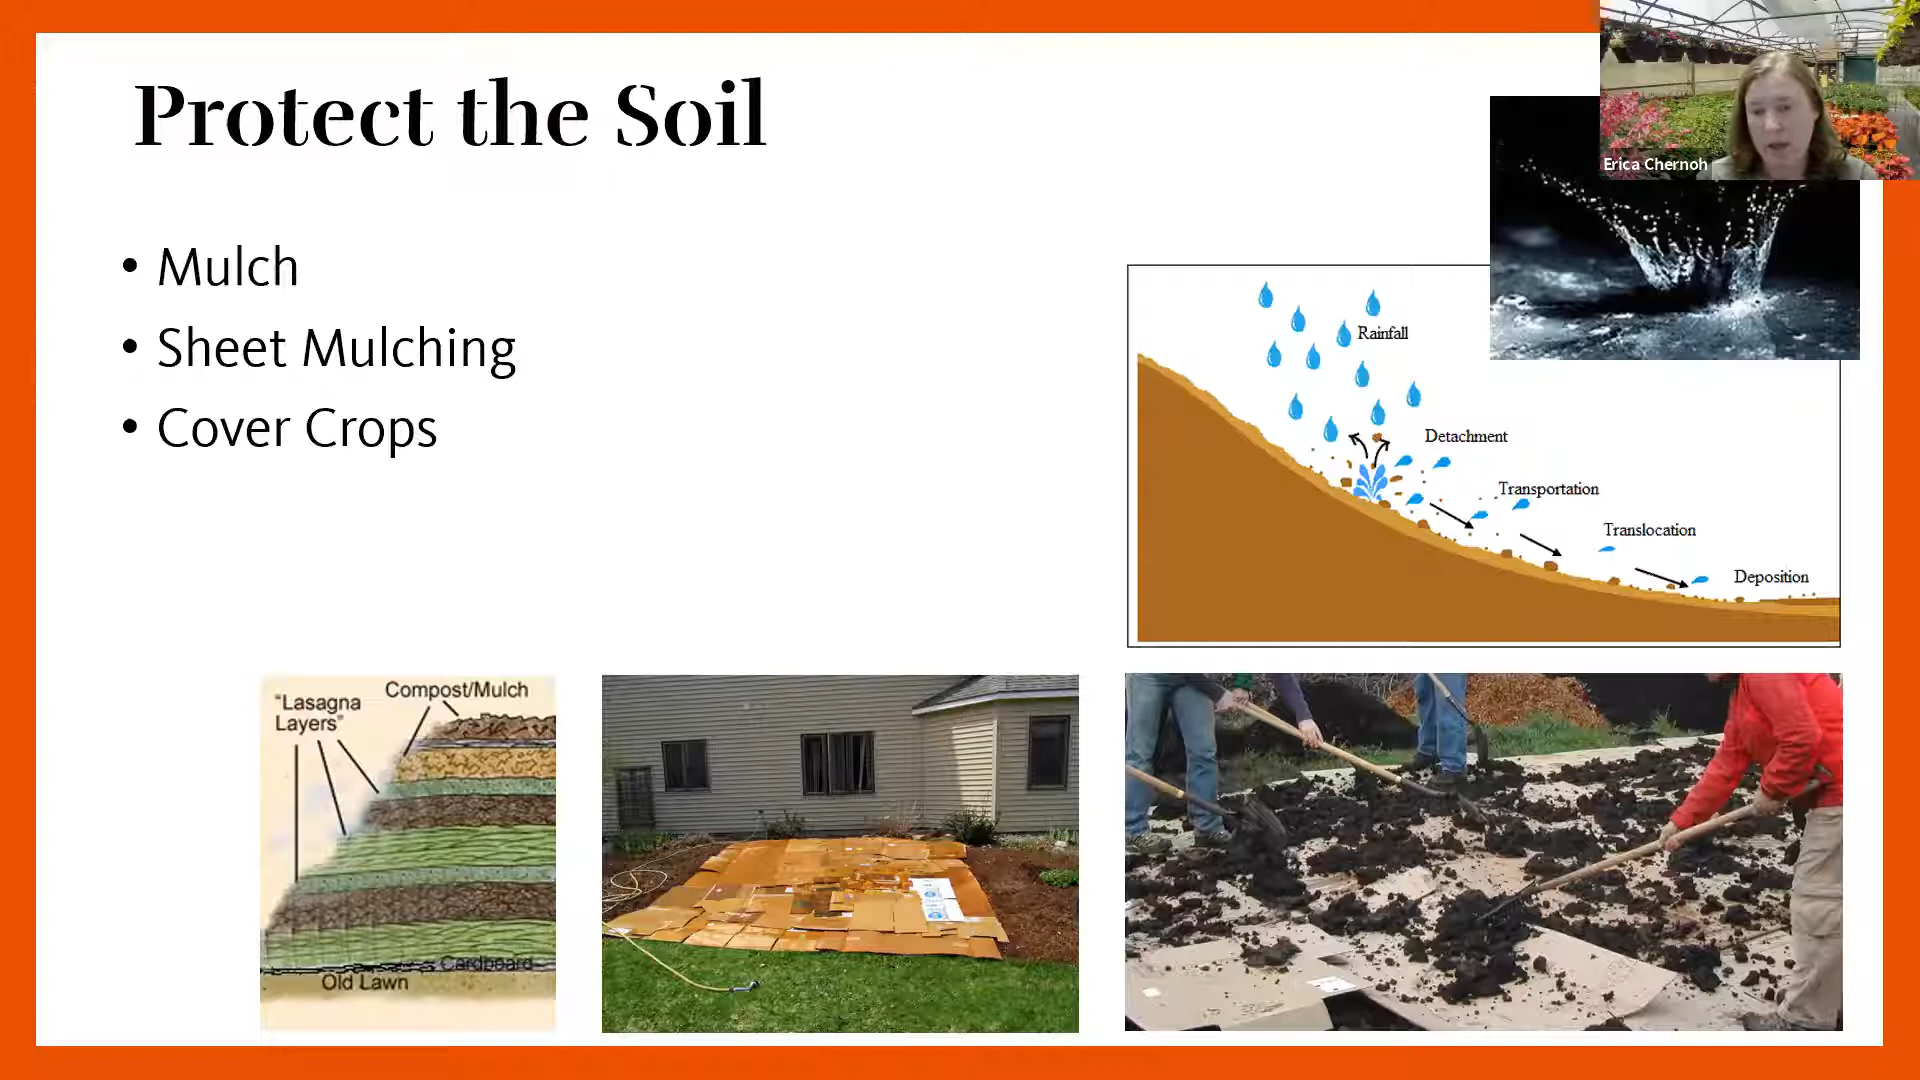 Protect the Soil
• Mulch
• Sheet Mulching
• Cover Crops
Erica Chernoh
Rainfall
Detachment
Transportation
Translocation
Deposition
"Lasagna
Layers"
Compost/Mulch
Cardboard
Old Lawn